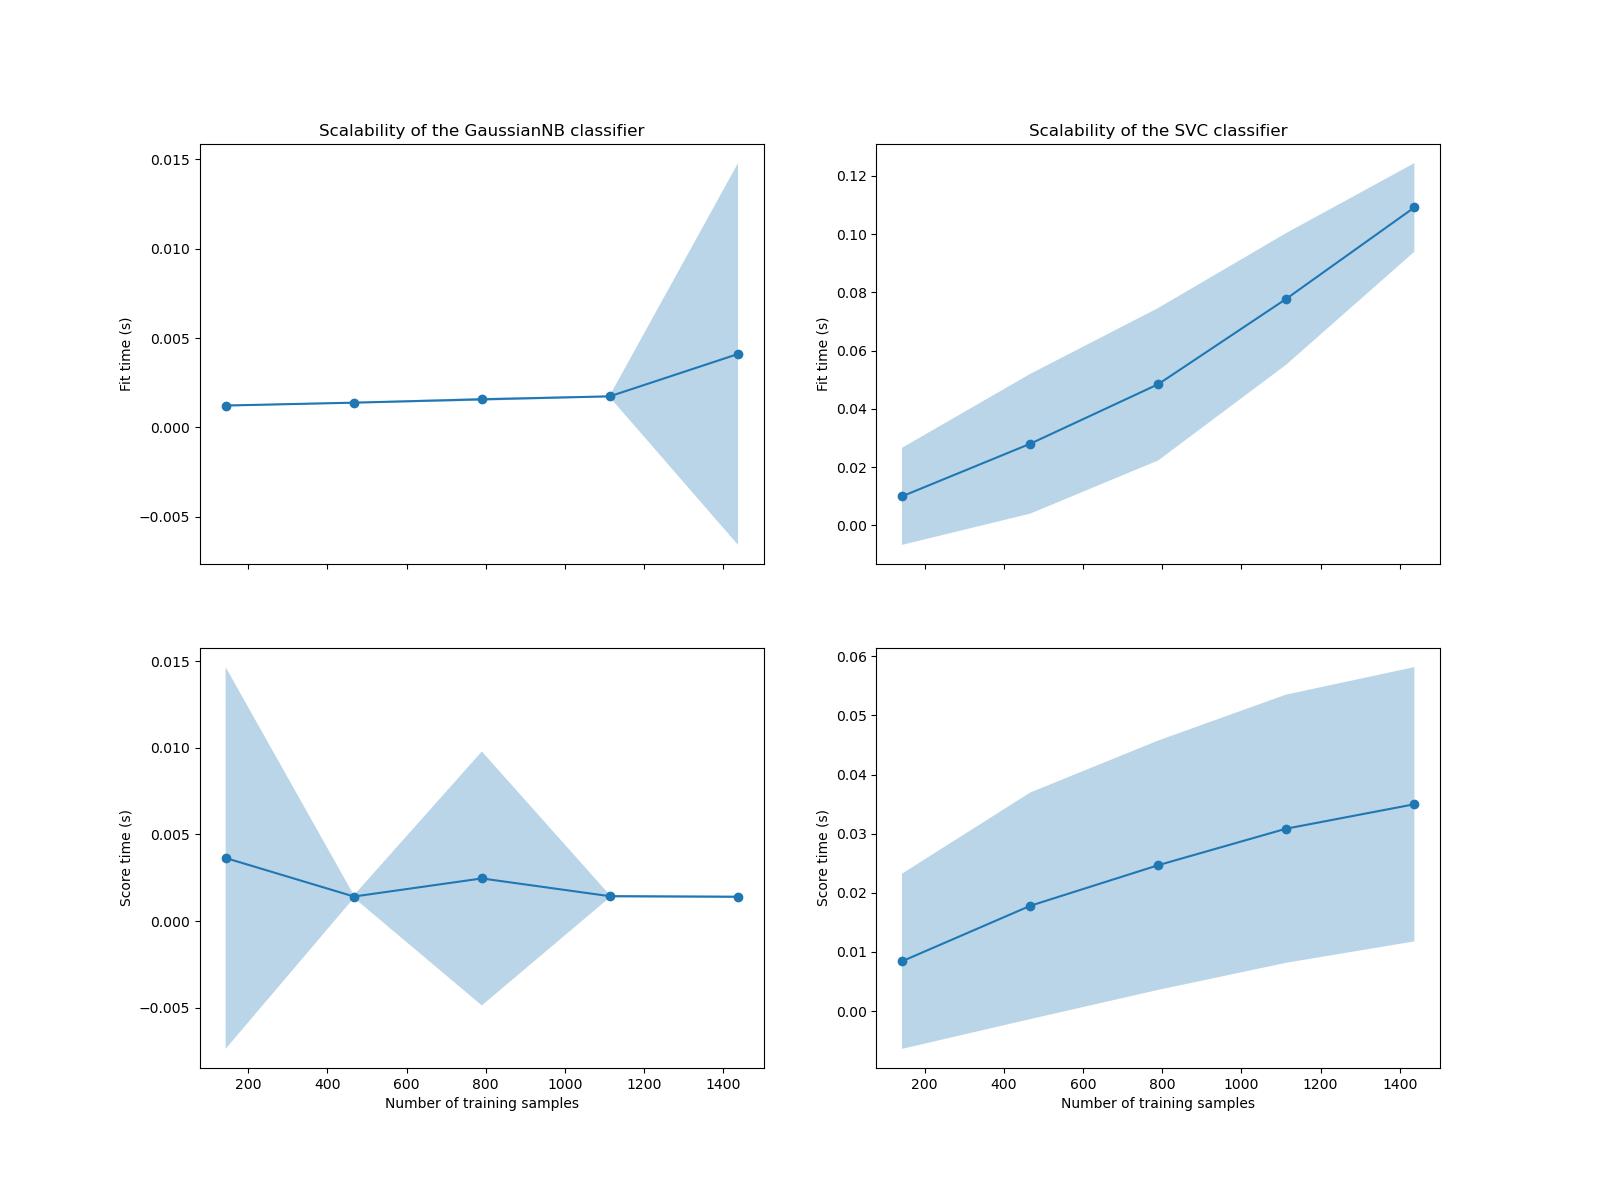 Scalability of the GaussianNB classifier
0.015
0.010
0.005
0.000
−0.005
Fit time (s)
Scalability of the SVC classifier
0.12
0.10
0.08
0.06
0.04
0.02
0.00
Fit time (s)
0.015
0.010
0.005
0.000
−0.005
Score time (s)
200 400 600 800 1000 1200 1400
Number of training samples
0.06
0.05
0.04
0.03
0.02
0.01
0.00
Score time (s)
200 400 600 800 1000 1200 1400
Number of training samples